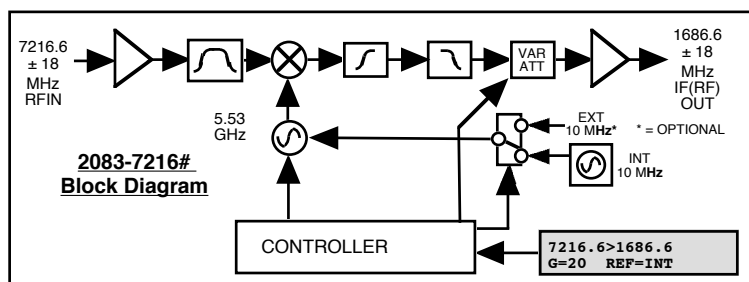 7216.6
± 18
MHz
RFIN
VAR
ATT
1686.6
± 18
MHz
IF(RF)
OUT
5.53
GHz
EXT
10 MHz*
* = OPTIONAL
INT
10 MHz
2083-7216#
Block Diagram
CONTROLLER
7216.6>1686.6
G=20 REF=INT